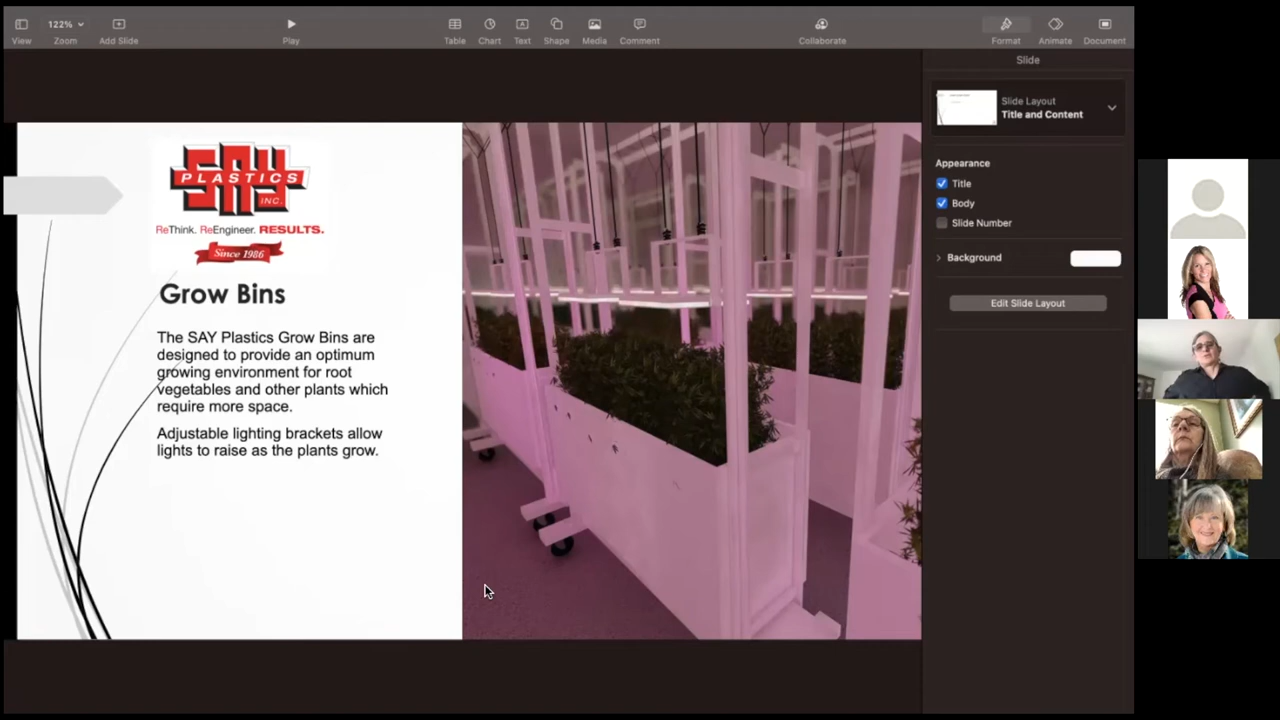 122%
View
Zoom
Add Slide
Play
Table
Chart
Text
Shape
Media
Comment
Collaborate
Format
Animate
Document
Slide
Slide Layout
Title and Content
Appearance
Title
Body
Slide Number
Background
Edit Slide Layout
SAY
PLASTICS
INC.
ReThink. ReEngineer. RESULTS.
Since 1986
Grow Bins
The SAY Plastics Grow Bins are
designed to provide an optimum
growing environment for root
vegetables and other plants which
require more space.
Adjustable lighting brackets allow
lights to raise as the plants grow.